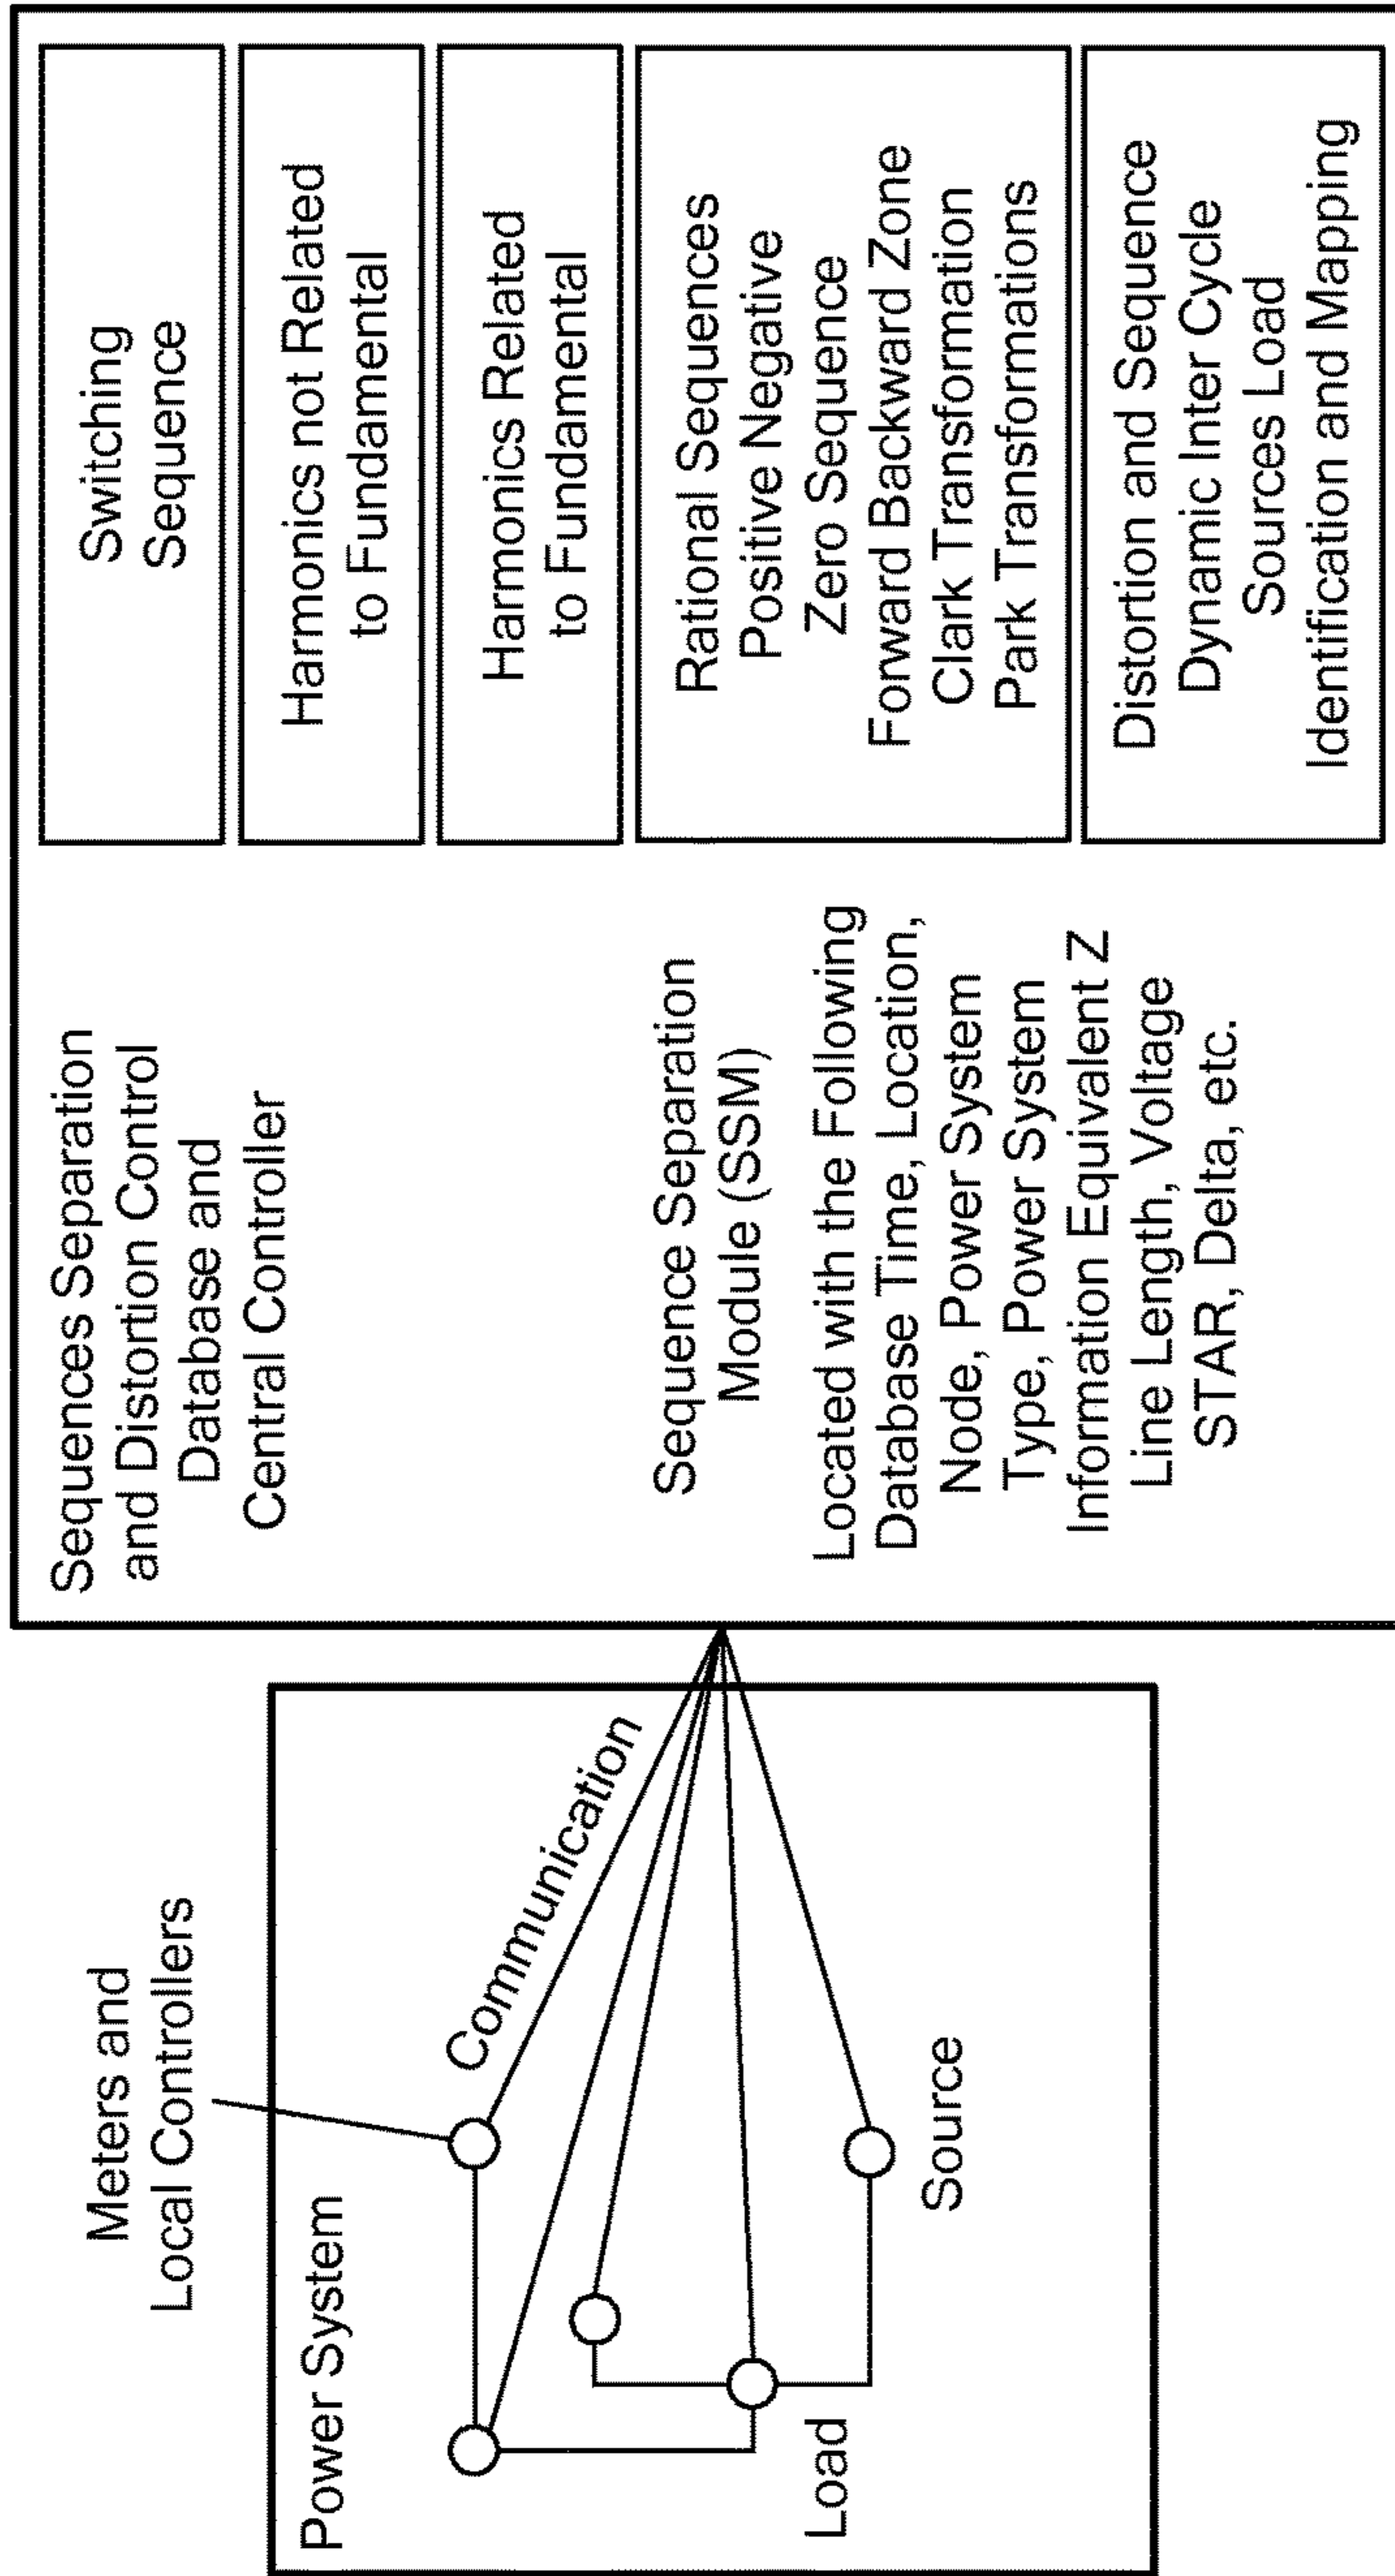 Meters and
Local Controllers
Power System
Communication
Load
Source
Sequences Separation
and Distortion Control
Database and
Central Controller
Sequence Separation
Module (SSM)
Located with the Following
Database Time, Location,
Node, Power System
Type, Power System
Information Equivalent Z
Line Length, Voltage
STAR, Delta, etc.
Switching
Sequence
Harmonics not Related
to Fundamental
Harmonics Related
to Fundamental
Rational Sequences
Positive Negative
Zero Sequence
Forward Backward Zone
Clark Transformation
Park Transformations
Distortion and Sequence
Dynamic Inter Cycle
Sources Load
Identification and Mapping